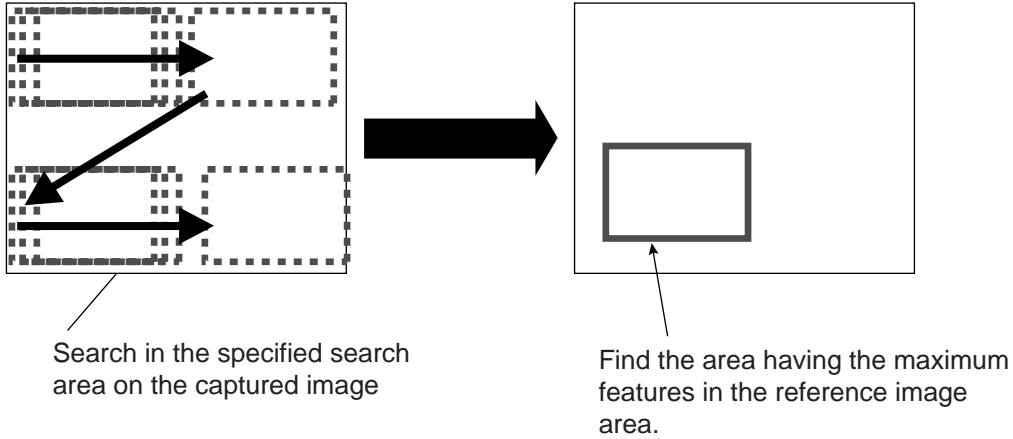 Search in the specified search
area on the captured image
Find the area having the maximum
features in the reference image
area.